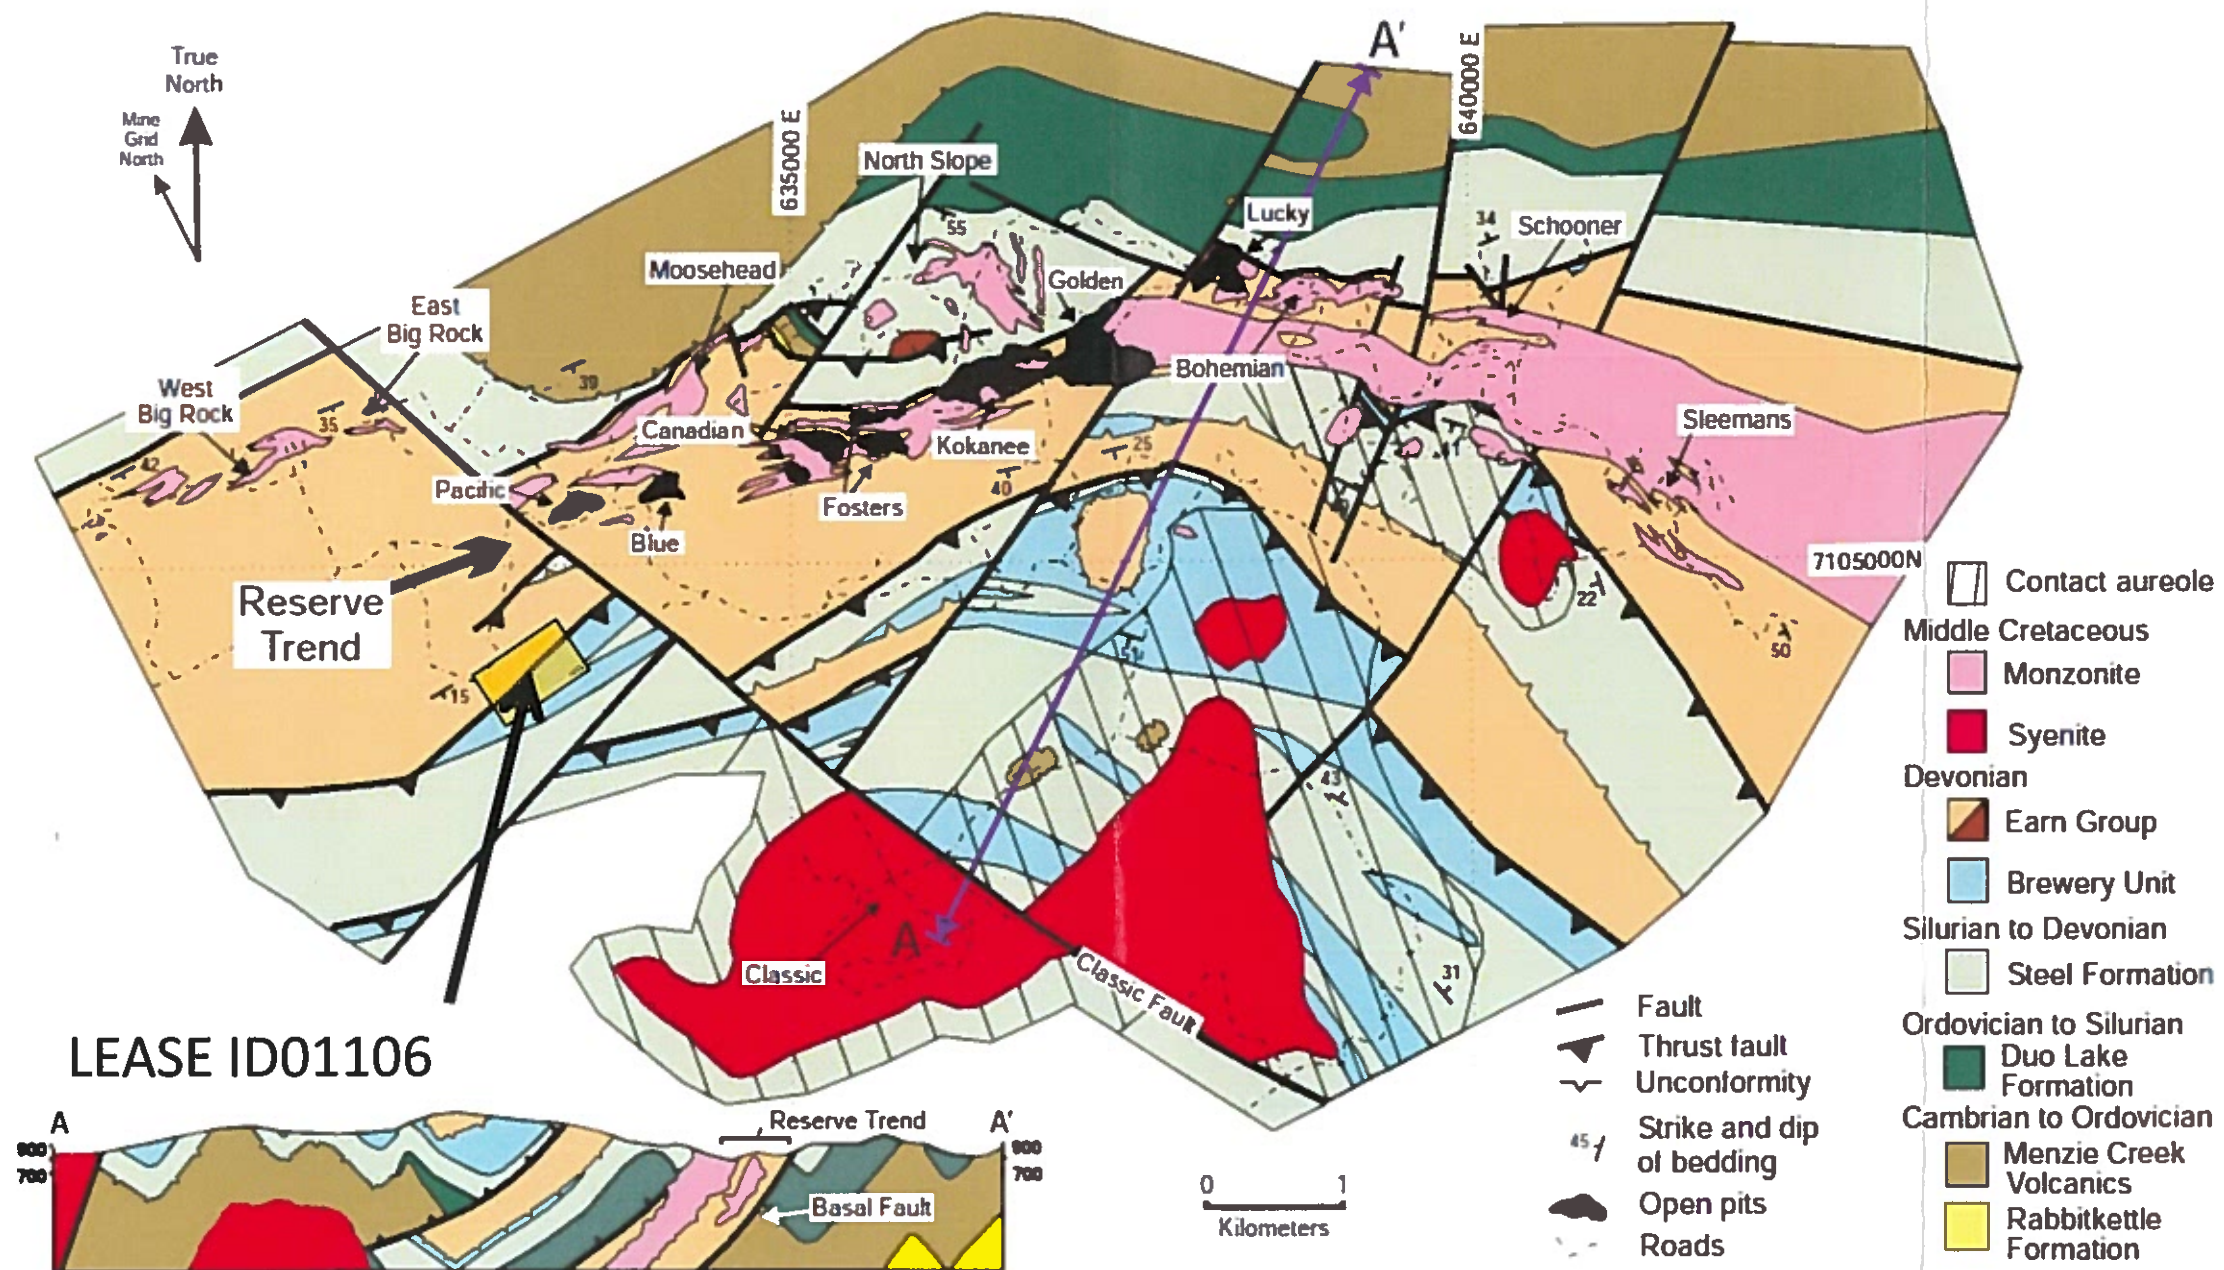 True
North
Mine
Grid
North
A'
635000 E
640000 E
North Slope
55
Lucky
34
Schooner
Moosehead
Golden
East
Big Rock
West
Big Rock
39
35
42
Bohemian
Canadian
Kokanee
25
40
Sleemans
41
Pacific
Fosters
Blue
7105000N
Reserve
Trend
22
50
51
15
43
31
A
Classic
Classic Fault
LEASE ID01106
Contact aureole
Middle Cretaceous
Monzonite
Syenite
Devonian
Earn Group
Brewery Unit
Silurian to Devonian
Steel Formation
Ordovician to Silurian
Duo Lake
Formation
Cambrian to Ordovician
Menzie Creek
Volcanics
Rabbitkettle
Formation
Fault
Thrust fault
Unconformity
45
Strike and dip
of bedding
Open pits
Roads
0 1
Kilometers
A
Reserve Trend
A'
900
700
900
700
Basal Fault